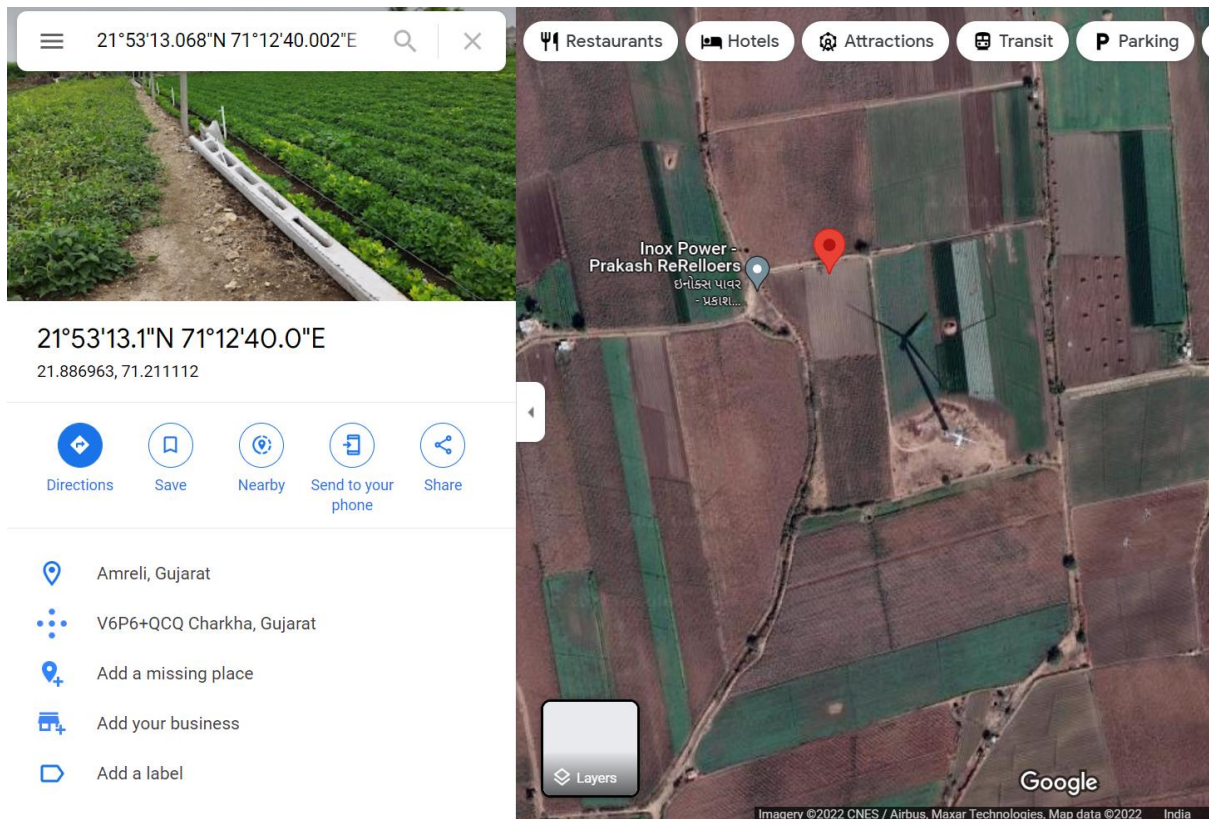 21°53'13.068"N 71°12'40.002"E
Restaurants
Hotels
Attractions
Transit
P Parking
21°53'13.1"N 71°12'40.0"E
21.886963, 71.211112
Directions
Save
Nearby
Send to your
phone
Share
Amreli, Gujarat
V6P6+QCQ Charkha, Gujarat
Add a missing place
Add your business
Add a label
Inox Power -
Prakash ReRelloers
ઇનોક્સ પાવર
- પ્રકાશ...
Layers
Google
Imagery ©2022 CNES / Airbus, Maxar Technologies, Map data ©2022
India